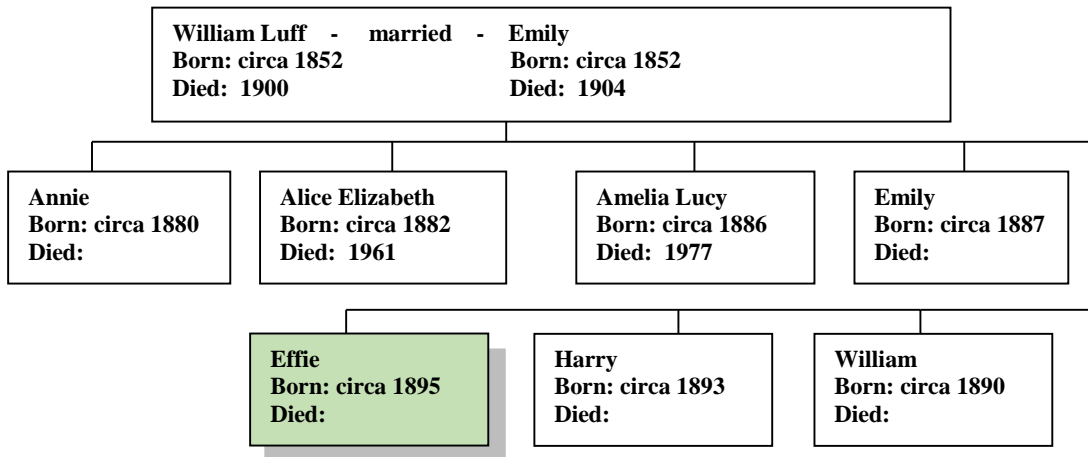 William Luff - married - Emily
Born: circa 1852 Born: circa 1852
Died: 1900 Died: 1904
Annie
Born: circa 1880
Died:
Alice Elizabeth
Born: circa 1882
Died: 1961
Amelia Lucy
Born: circa 1886
Died: 1977
Emily
Born: circa 1887
Died:
Effie
Born: circa 1895
Died:
Harry
Born: circa 1893
Died:
William
Born: circa 1890
Died: